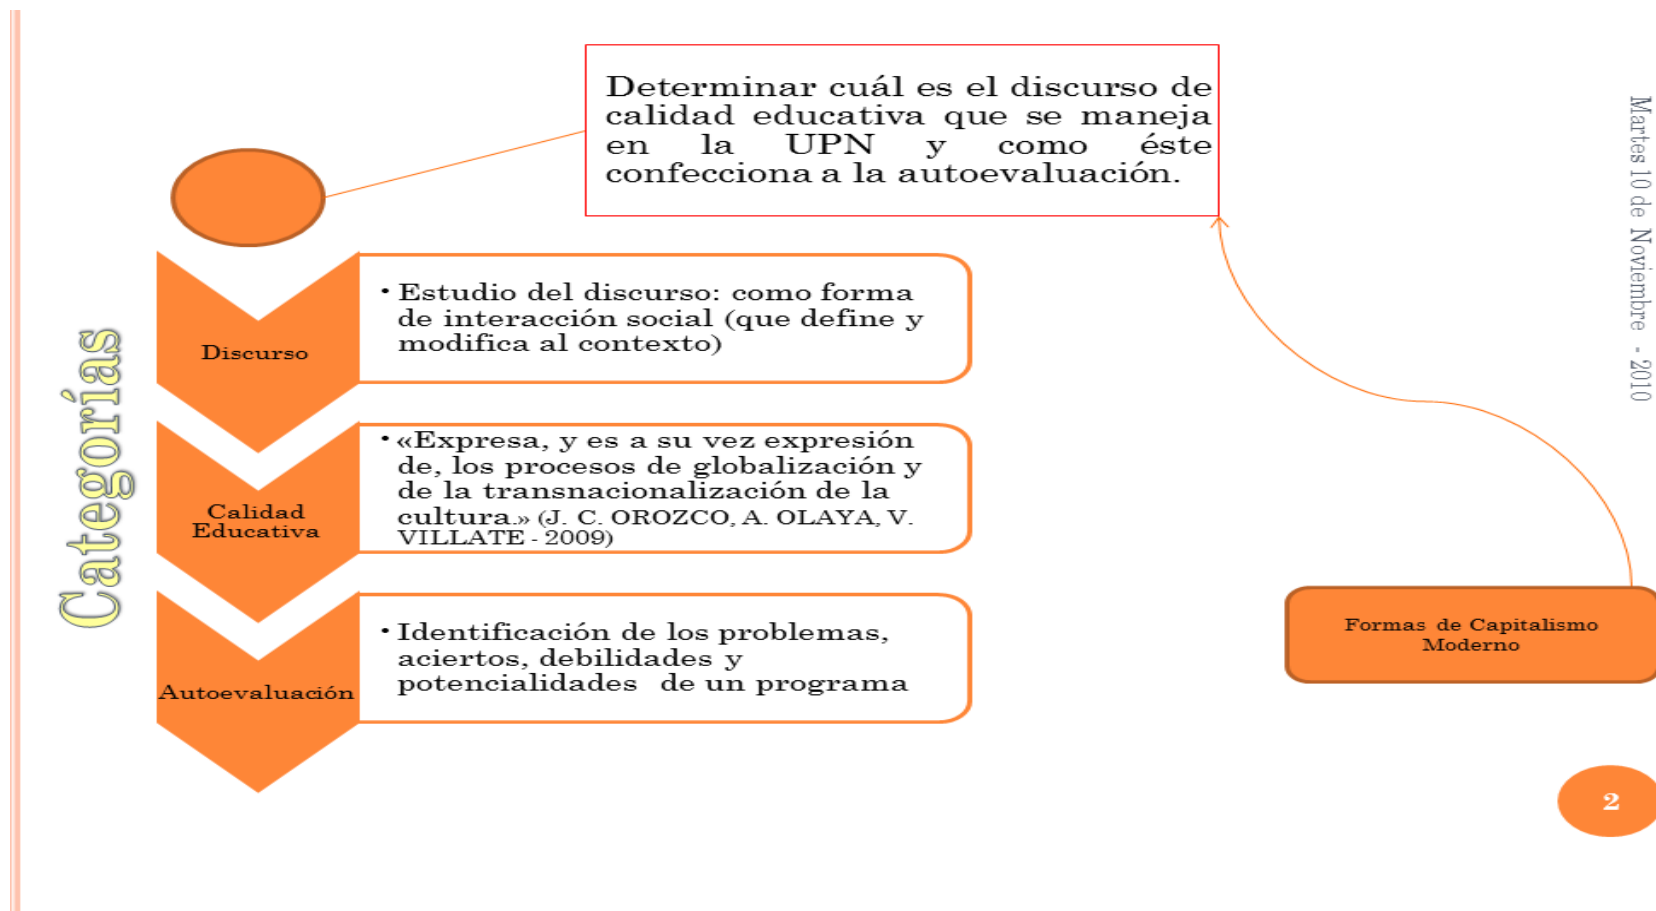 Determinar cuál es el discurso de
calidad educativa que se maneja
en la UPN y como éste
confecciona a la autoevaluación.
Martes 10 de Noviembre - 2010
Categorías
Discurso
• Estudio del discurso: como forma
de interacción social (que define y
modifica al contexto)
Calidad
Educativa
• «Expresa, y es a su vez expresión
de, los procesos de globalización y
de la transnacionalización de la
cultura.» (J. C. OROZCO, A. OLAYA, V.
VILLATE - 2009)
Autoevaluación
• Identificación de los problemas,
aciertos, debilidades y
potencialidades de un programa
Formas de Capitalismo
Moderno
2